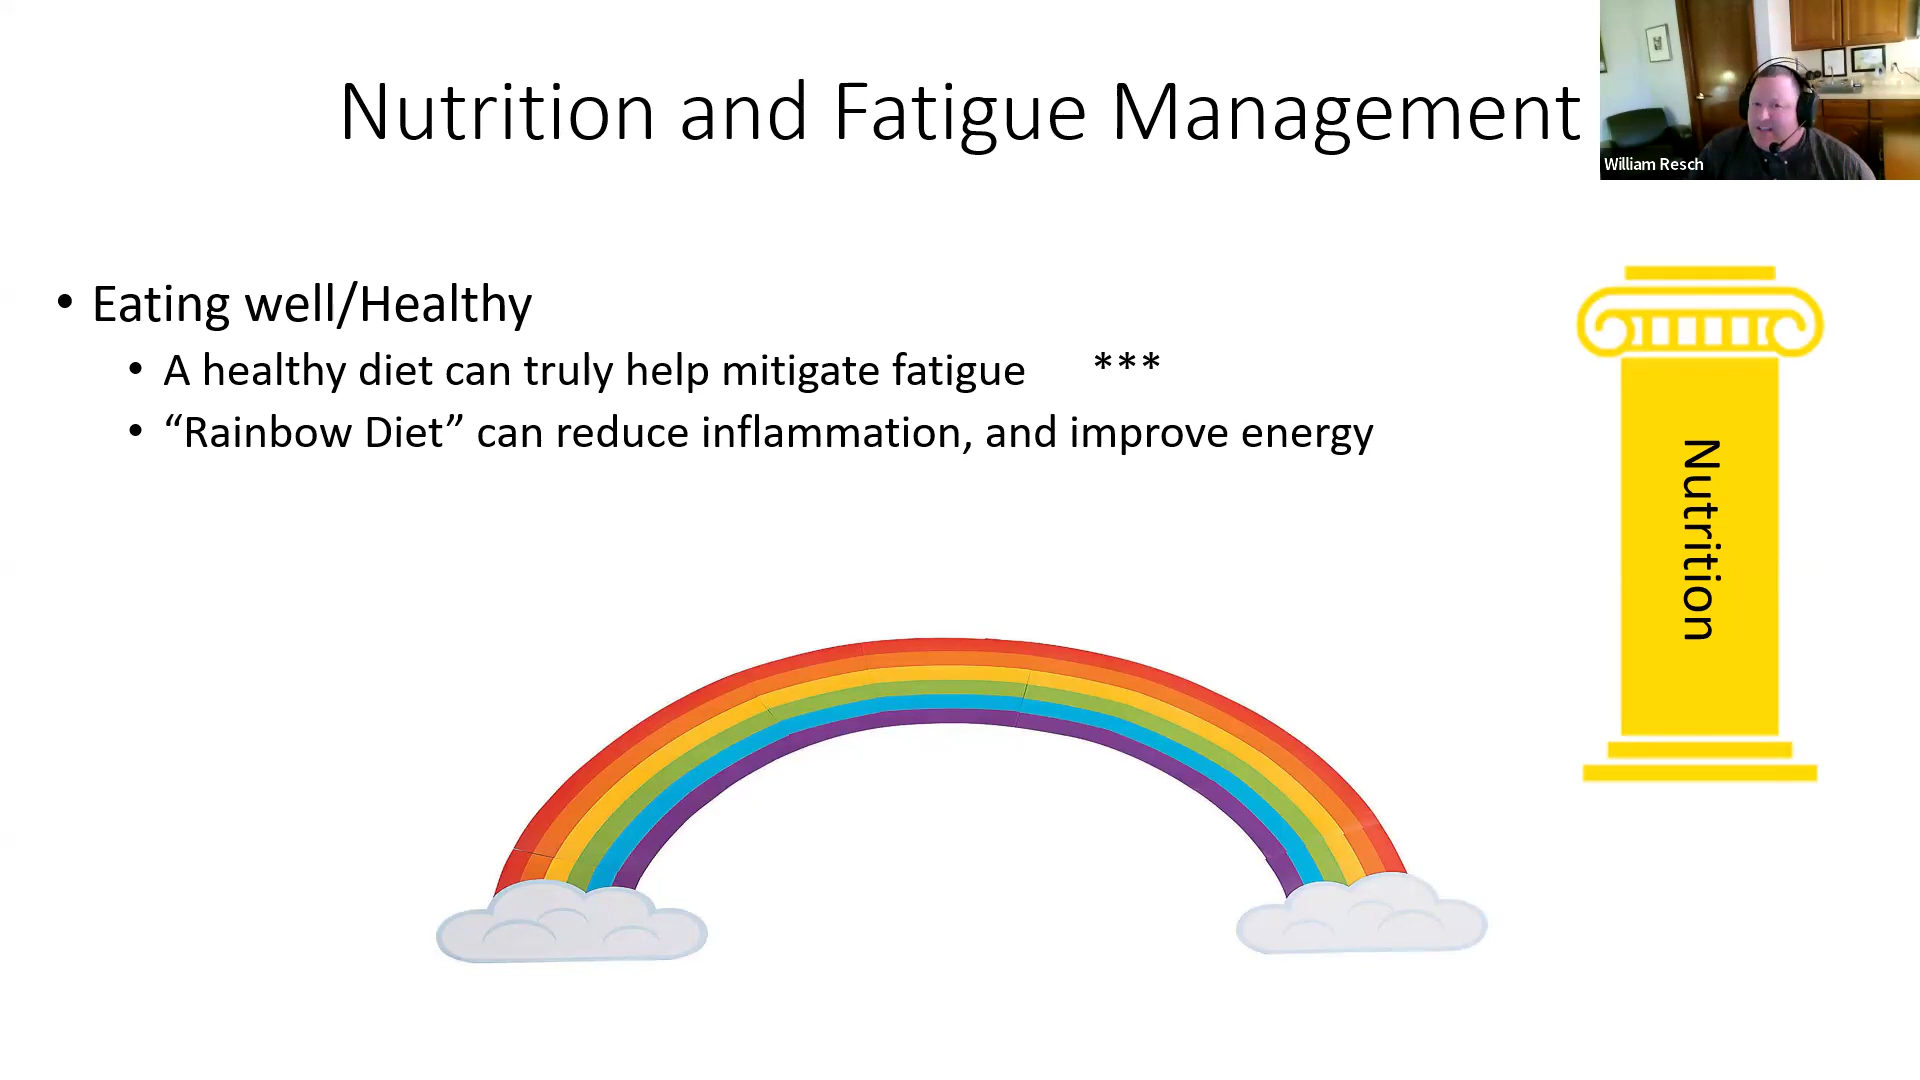 Nutrition and Fatigue Management
William Resch
• Eating well/Healthy
• A healthy diet can truly help mitigate fatigue ***
• “Rainbow Diet” can reduce inflammation, and improve energy
Nutrition